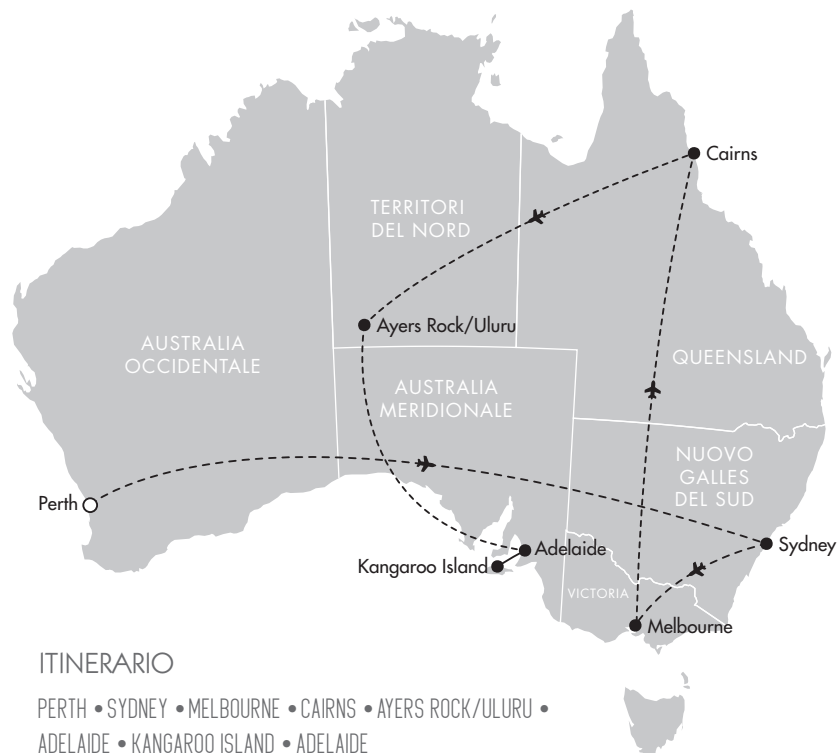 Cairns
TERRITORI
DEL NORD
Ayers Rock/Uluru
AUSTRALIA
OCCIDENTALE
QUEENSLAND
AUSTRALIA
MERIDIONALE
NUOVO
GALLES
DEL SUD
Perth
Sydney
Adelaide
Kangaroo Island
VICTORIA
Melbourne
ITINERARIO
PERTH • SYDNEY • MELBOURNE • CAIRNS • AYERS ROCK/ULURU •
ADELAIDE • KANGAROO ISLAND • ADELAIDE